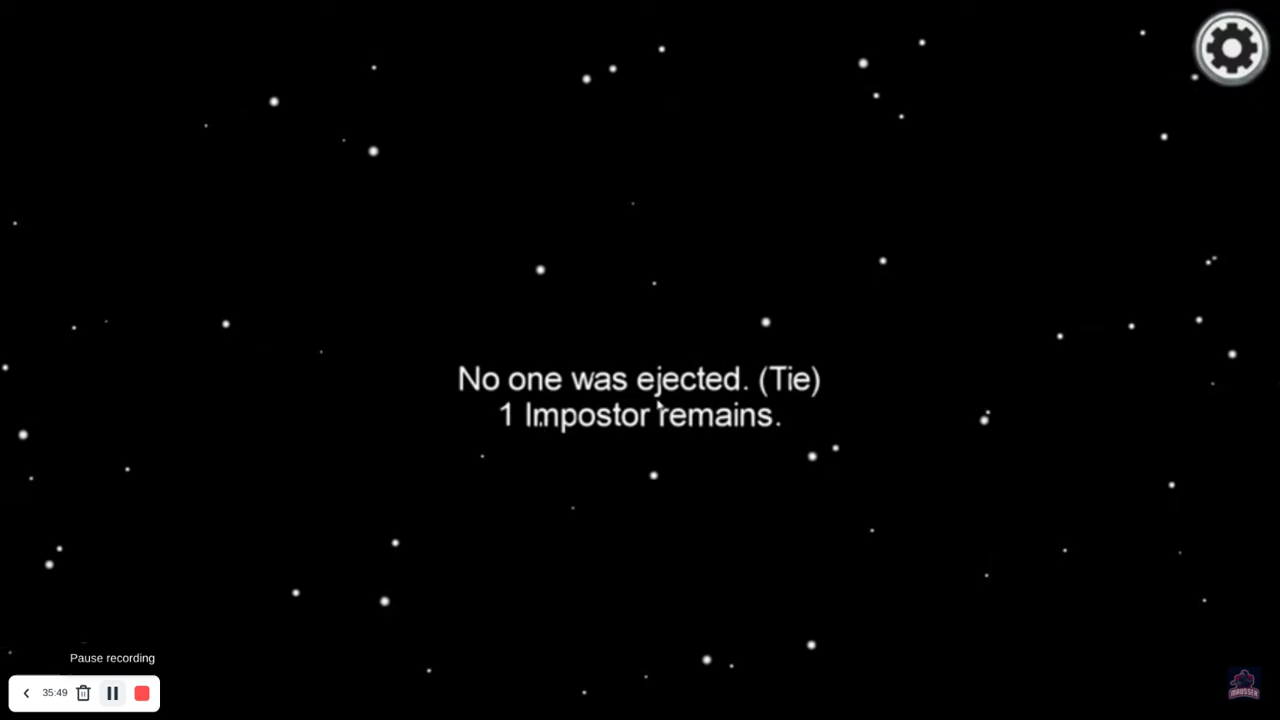 No one was ejected. (Tie)
1 Impostor remains.
Pause recording
35:49